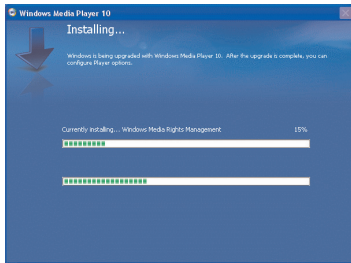 Windows Media Player 10
Installing...
Windows is being upgraded with Windows Media Player 10. After the upgrade is complete, you can
configure Player options.
Currently installing... Windows Media Rights Management 15%